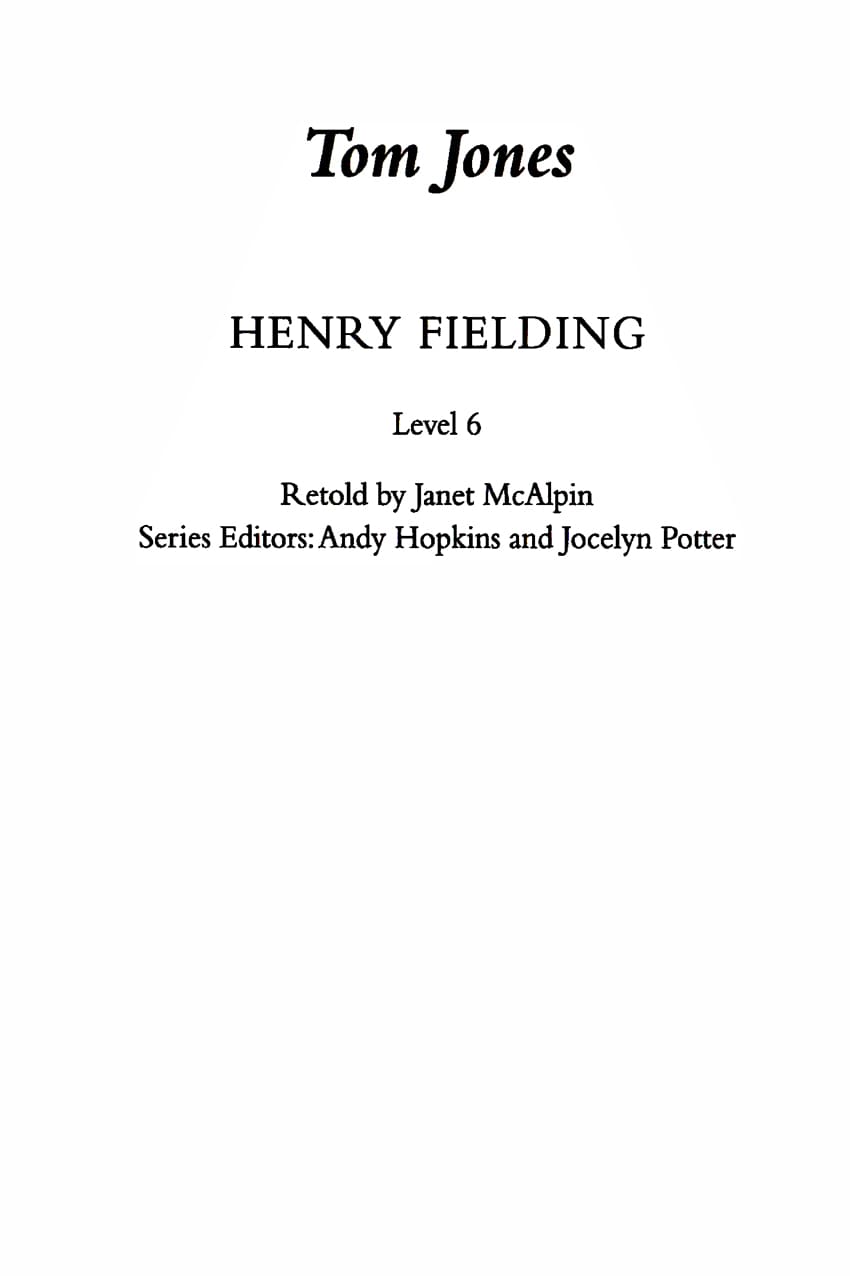 Tom Jones
HENRY FIELDING
Level 6
Retold by Janet McAlpin
Series Editors: Andy Hopkins and Jocelyn Potter